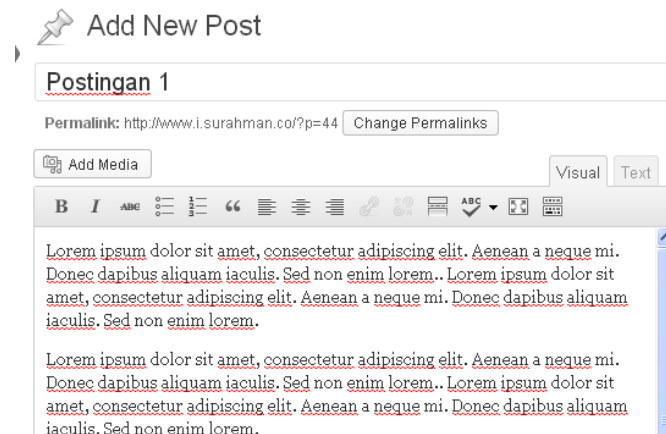 Add New Post
Postingan 1
Permalink: http://www.i.surahman.co/?p=44 Change Permalinks
Add Media
Visual Text
B I ABC ABC
Lorem ipsum dolor sit amet, consectetur adipiscing elit. Aenean a neque mi.
Donec dapibus aliquam iaculis. Sed non enim lorem.. Lorem ipsum dolor sit
amet, consectetur adipiscing elit. Aenean a neque mi. Donec dapibus aliquam
iaculis. Sed non enim lorem.
Lorem ipsum dolor sit amet, consectetur adipiscing elit. Aenean a neque mi.
Donec dapibus aliquam iaculis. Sed non enim lorem.. Lorem ipsum dolor sit
amet, consectetur adipiscing elit. Aenean a neque mi. Donec dapibus aliquam
iaculis. Sed non enim lorem.